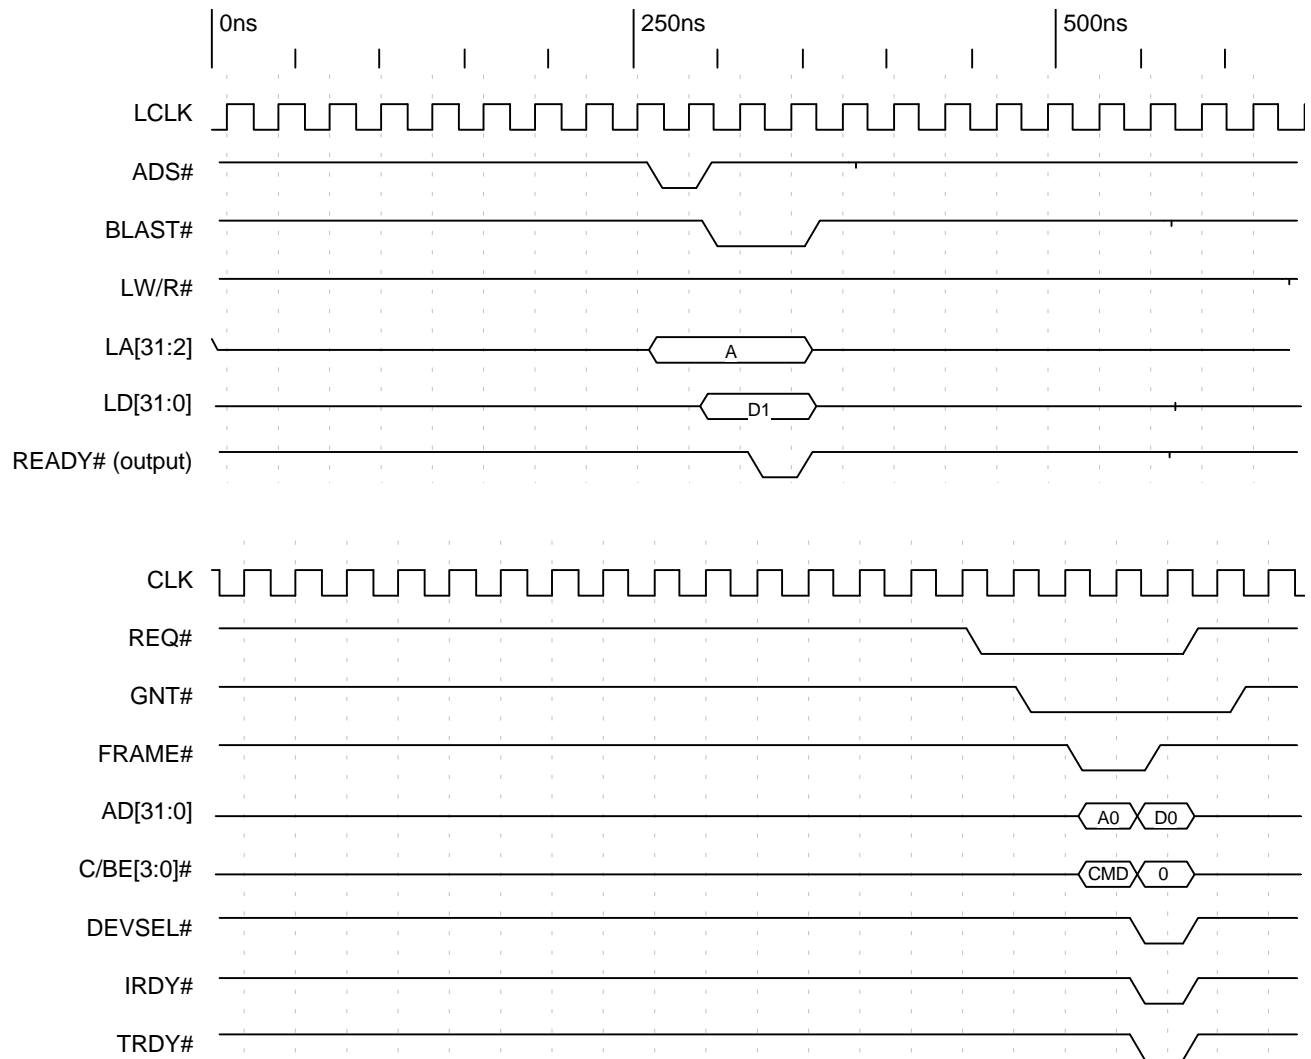 0ns 250ns 500ns
LCLK
ADS#
BLAST#
LW/R#
LA[31:2] A
LD[31:0] D1
READY# (output)
CLK
REQ#
GNT#
FRAME#
AD[31:0] A0 D0
C/BE[3:0]# CMD 0
DEVSEL#
IRDY#
TRDY#